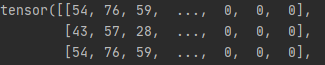 tensor([[54, 76, 59,  ...,  0,  0,  0],
        [43, 57, 28,  ...,  0,  0,  0],
        [54, 76, 59,  ...,  0,  0,  0],